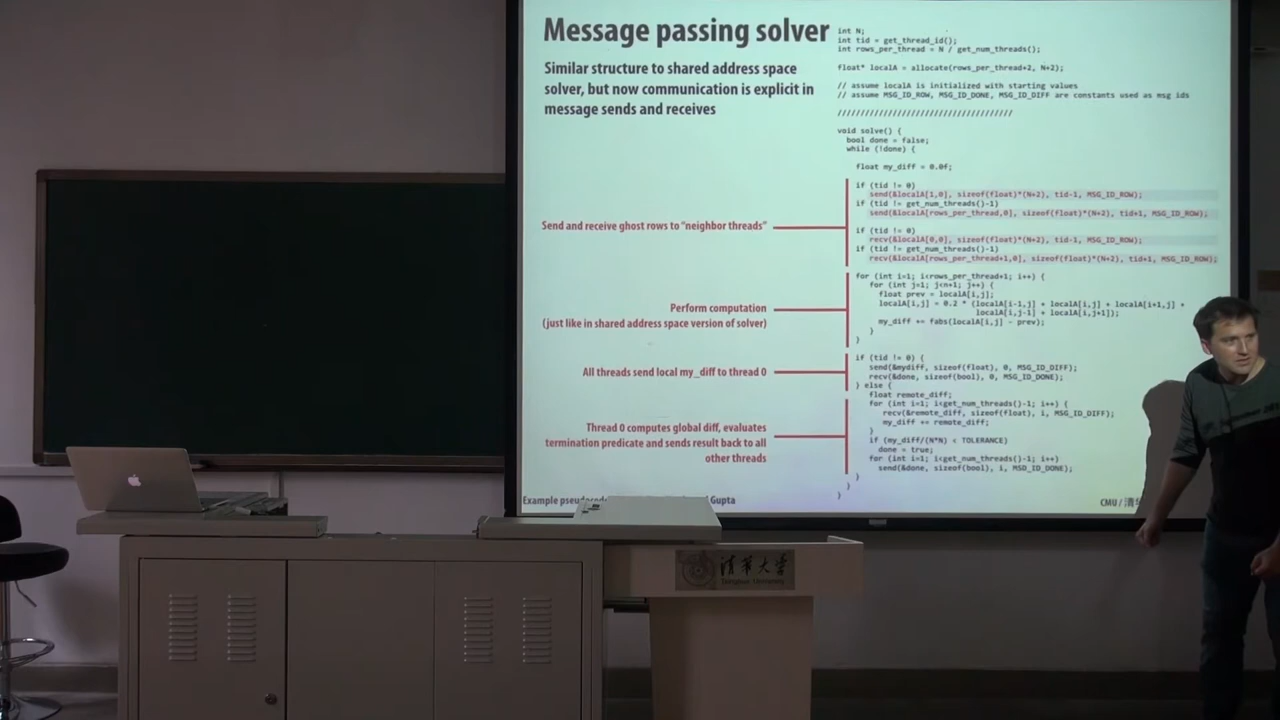 Message passing solver
Similar structure to shared address space
solver, but now communication is explicit in
message sends and receives
Send and receive ghost rows to “neighbor threads”
Perform computation
(just like in shared address space version of solver)
All threads send local my_diff to thread 0
Thread 0 computes global diff, evaluates
termination predicate and sends result back to all
other threads
int N;
int tid = get_thread_id();
int rows_per_thread = N / get_num_threads();
float* localA = allocate(rows_per_thread+2, N+2);
// assume localA is initialized with starting values
// assume MSG_ID_ROW, MSG_ID_DONE, MSG_ID_DIFF are constants used as msg ids
//////////////////////////////////////
void solve() {
bool done = false;
while (!done) {
float my_diff = 0.0f;
if (tid != 0)
send(&localA[1,0], sizeof(float)*(N+2), tid-1, MSG_ID_ROW);
if (tid != get_num_threads()-1)
send(&localA[rows_per_thread,0], sizeof(float)*(N+2), tid+1, MSG_ID_ROW);
if (tid != 0)
recv(&localA[0,0], sizeof(float)*(N+2), tid-1, MSG_ID_ROW);
if (tid != get_num_threads()-1)
recv(&localA[rows_per_thread+1,0], sizeof(float)*(N+2), tid+1, MSG_ID_ROW);
for (int i=1; i<rows_per_thread+1; i++) {
for (int j=1; j<n+1; j++) {
float prev = localA[i,j];
localA[i,j] = 0.2 * (localA[i-1,j] + localA[i,j] + localA[i+1,j] +
localA[i,j-1] + localA[i,j+1]);
my_diff += fabs(localA[i,j] - prev);
}
}
if (tid != 0) {
send(&mydiff, sizeof(float), 0, MSG_ID_DIFF);
recv(&done, sizeof(bool), 0, MSG_ID_DONE);
} else {
float remote_diff;
for (int i=1; i<get_num_threads()-1; i++) {
recv(&remote_diff, sizeof(float), i, MSG_ID_DIFF);
my_diff += remote_diff;
}
if (my_diff/(N*N) < TOLERANCE)
done = true;
for (int i=1; i<get_num_threads()-1; i++)
send(&done, sizeof(bool), i, MSD_ID_DONE);
}
}
}
Example Gupta
CMU / 清
清华大学
Tsinghua University